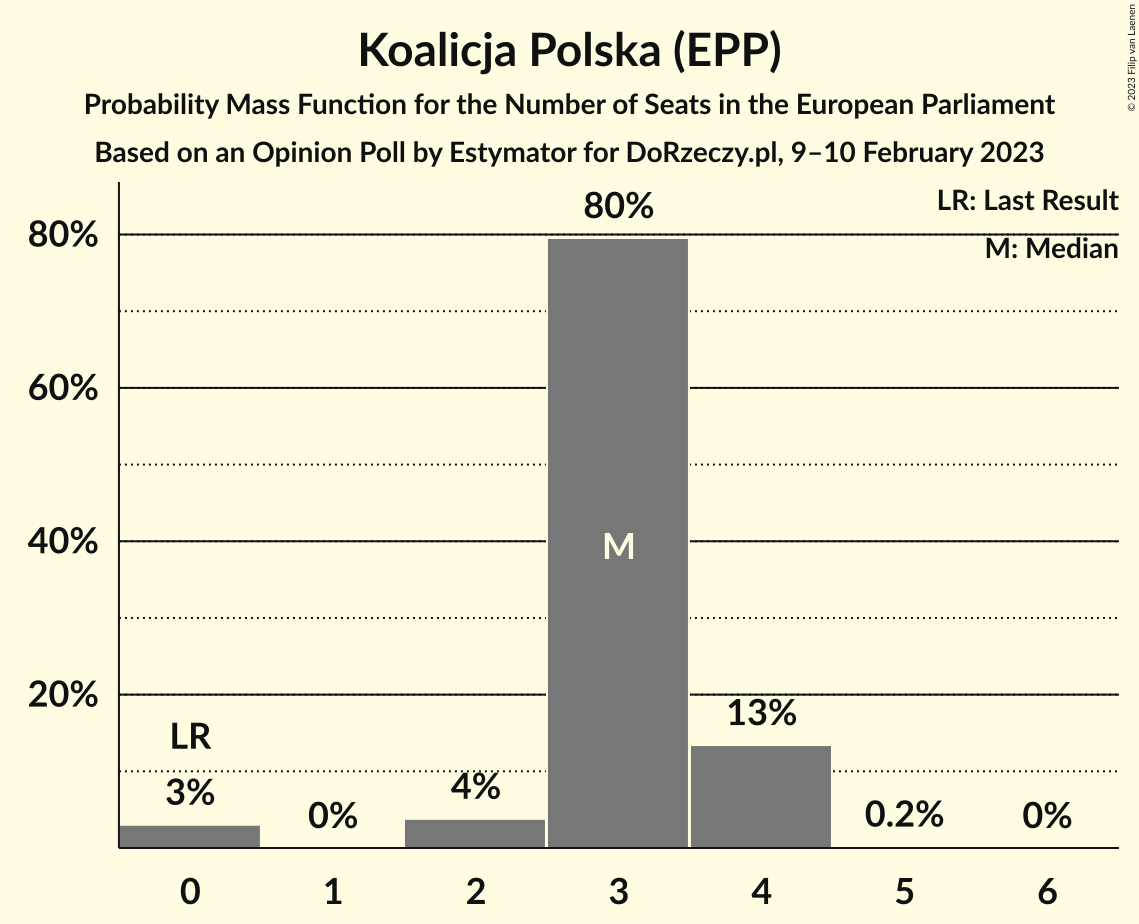 Koalicja Polska (EPP)
Probability Mass Function for the Number of Seats in the European Parliament
Based on an Opinion Poll by Estymator for DoRzeczy.pl, 9–10 February 2023
© 2023 Filip van Laenen
LR: Last Result
M: Median
80%
80%
60%
40%
20%
M
LR
3%
0%
4%
13%
0.2%
0%
0 1 2 3 4 5 6